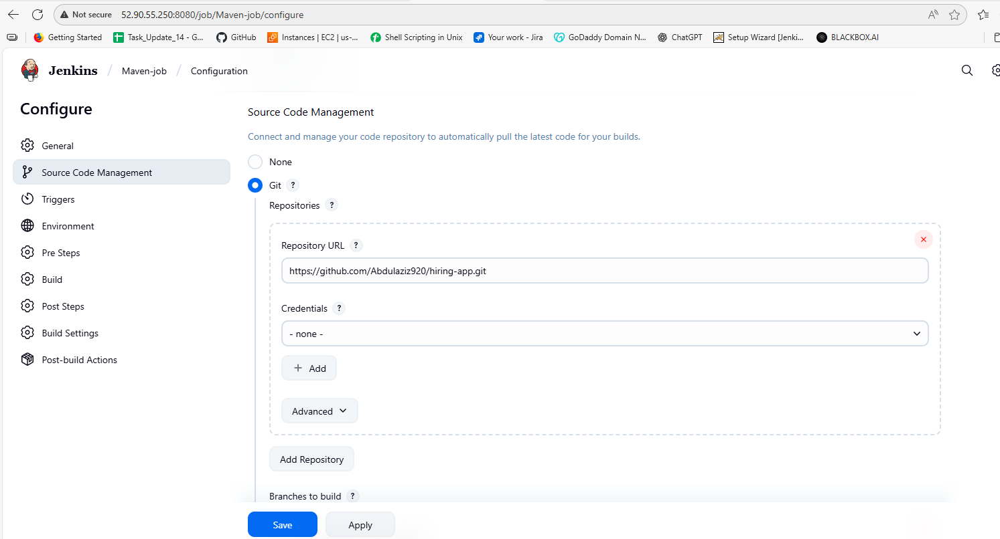 Not secure 52.90.55.250:8080/job/Maven-job/configure
Getting Started Task_Update_14 - G... GitHub Instances | EC2 | us-... Shell Scripting in Unix Your work - Jira GoDaddy Domain N... ChatGPT Setup Wizard [Jenki... BLACKBOX.AI
Jenkins / Maven-job / Configuration
Configure
General
Source Code Management
Triggers
Environment
Pre Steps
Build
Post Steps
Build Settings
Post-build Actions
Source Code Management
Connect and manage your code repository to automatically pull the latest code for your builds.
None
Git ?
Repositories ?
Repository URL ?
https://github.com/Abdulaziz920/hiring-app.git
Credentials ?
- none -
+ Add
Advanced
Add Repository
Branches to build ?
Save Apply